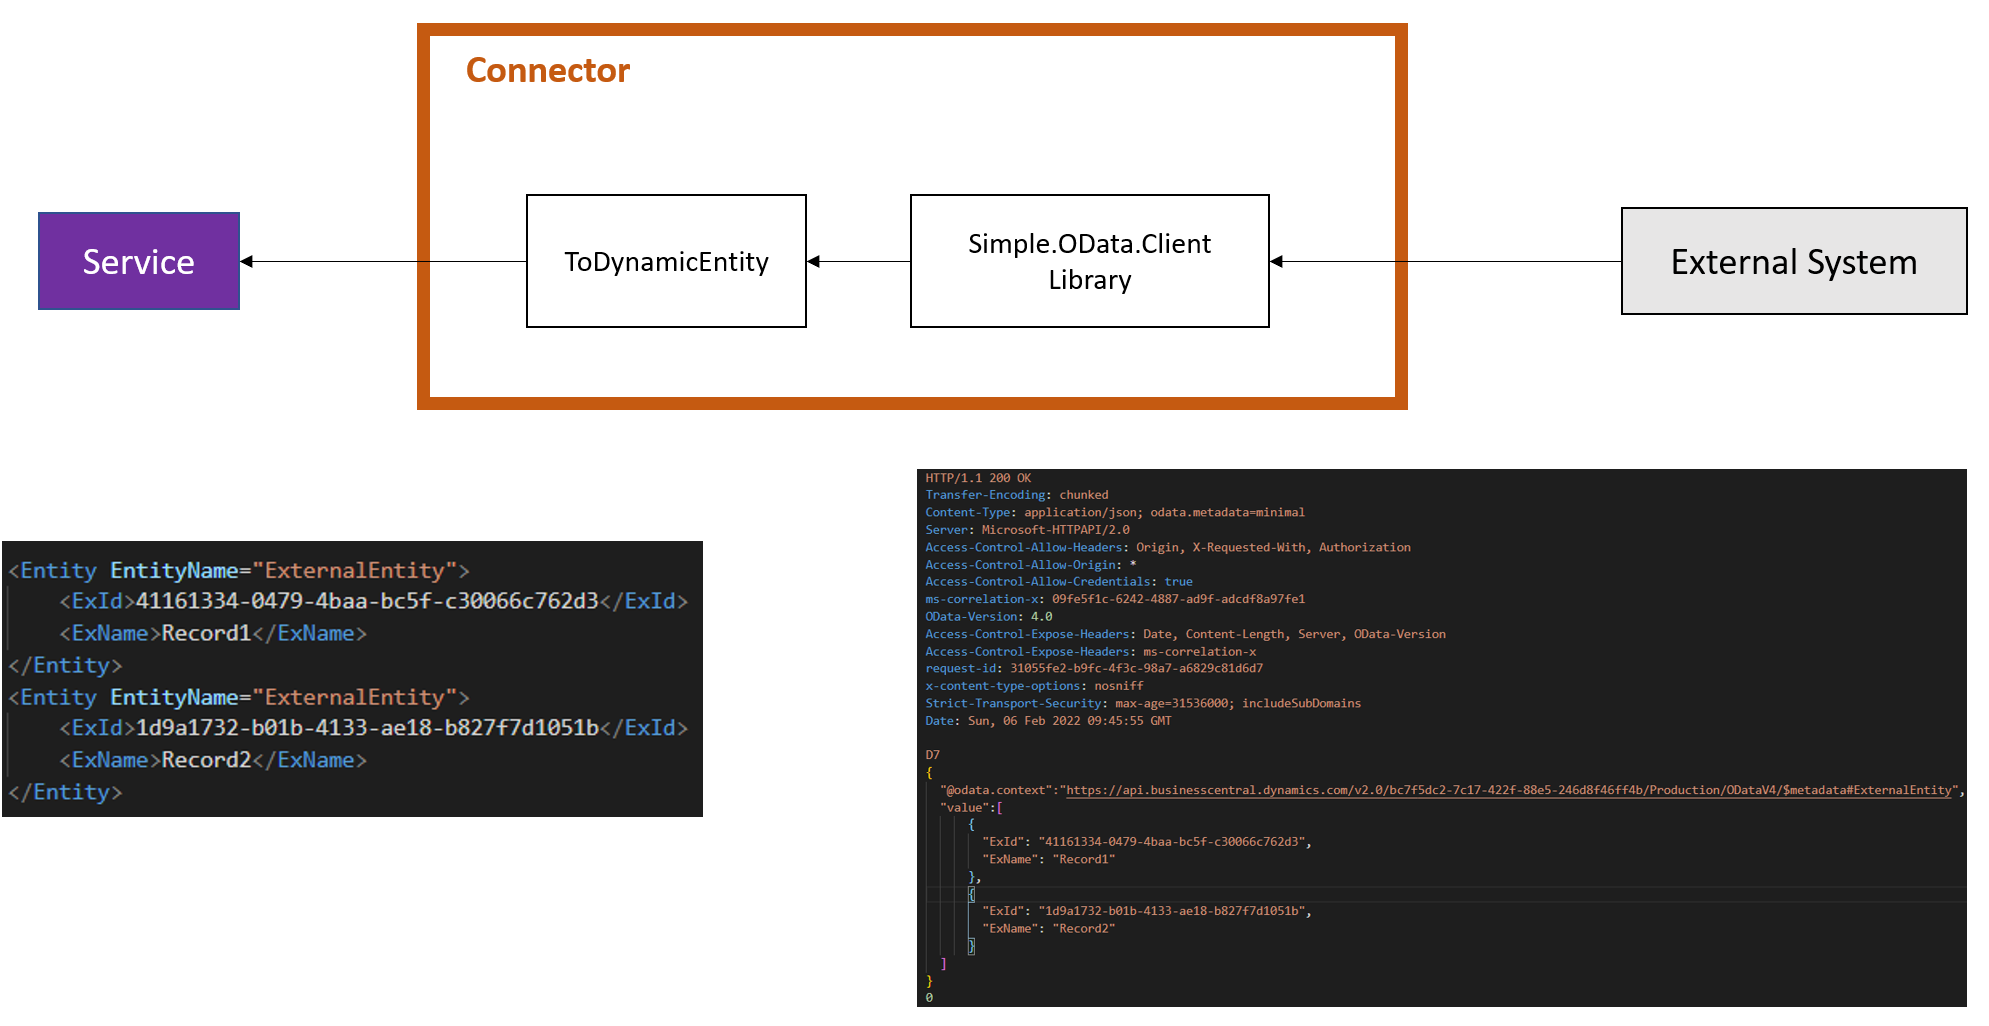 Connector
Service
ToDynamicEntity
Simple.OData.Client
Library
External System
<Entity EntityName="ExternalEntity">
<ExId>41161334-0479-4baa-bc5f-c30066c762d3</ExId>
<ExName>Record1</ExName>
</Entity>
<Entity EntityName="ExternalEntity">
<ExId>1d9a1732-b01b-4133-ae18-b827f7d1051b</ExId>
<ExName>Record2</ExName>
</Entity>
HTTP/1.1 200 OK
Transfer-Encoding: chunked
Content-Type: application/json; odata.metadata=minimal
Server: Microsoft-HTTPAPI/2.0
Access-Control-Allow-Headers: Origin, X-Requested-With, Authorization
Access-Control-Allow-Origin: *
Access-Control-Allow-Credentials: true
ms-correlation-x: 09fe5f1c-6242-4887-ad9f-adcdf8a97fe1
OData-Version: 4.0
Access-Control-Expose-Headers: Date, Content-Length, Server, OData-Version
Access-Control-Expose-Headers: ms-correlation-x
request-id: 31055fe2-b9fc-4f3c-98a7-a6829c81d6d7
x-content-type-options: nosniff
Strict-Transport-Security: max-age=31536000; includeSubDomains
Date: Sun, 06 Feb 2022 09:45:55 GMT
D7
{
"@odata.context":"https://api.businesscentral.dynamics.com/v2.0/bc7f5dc2-7c17-422f-88e5-246d8f46ff4b/Production/ODataV4/$metadata#ExternalEntity",
"value":[
{
"ExId": "41161334-0479-4baa-bc5f-c30066c762d3",
"ExName": "Record1"
},
{
"ExId": "1d9a1732-b01b-4133-ae18-b827f7d1051b",
"ExName": "Record2"
}
]
}
0